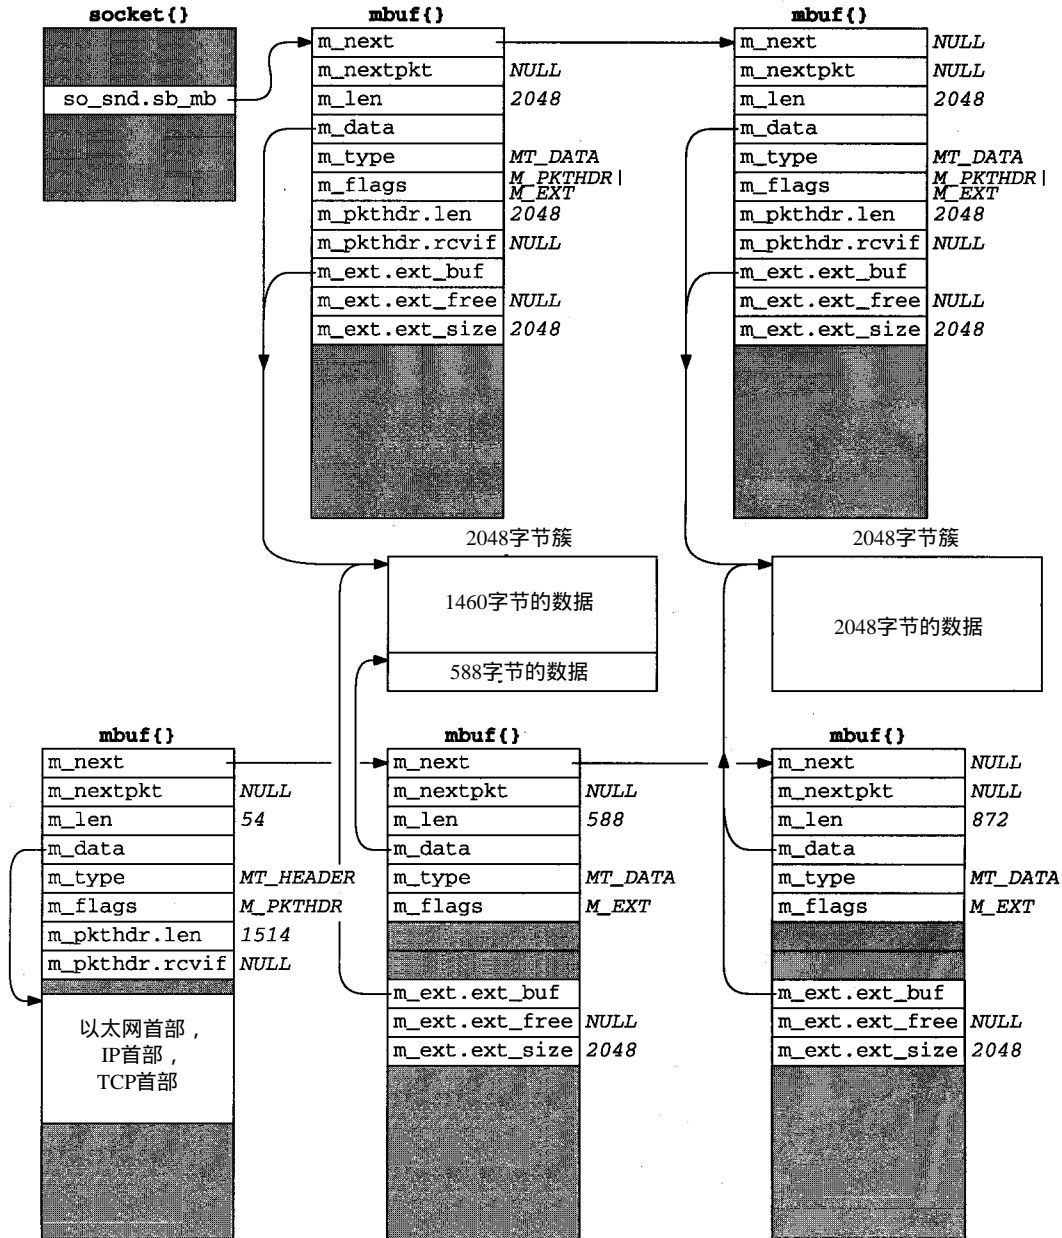 socket{}
so_snd.sb_mb
mbuf{}
m_next
m_nextpkt NULL
m_len 2048
m_data
m_type MT_DATA
m_flags M_PKTHDR|
M_EXT
m_pkthdr.len 2048
m_pkthdr.rcvif NULL
m_ext.ext_buf
m_ext.ext_free NULL
m_ext.ext_size 2048
mbuf{}
m_next NULL
m_nextpkt NULL
m_len 2048
m_data
m_type MT_DATA
m_flags M_PKTHDR|
M_EXT
m_pkthdr.len 2048
m_pkthdr.rcvif NULL
m_ext.ext_buf
m_ext.ext_free NULL
m_ext.ext_size 2048
2048字节簇
1460字节的数据
588字节的数据
2048字节簇
2048字节的数据
mbuf{}
m_next
m_nextpkt NULL
m_len 54
m_data
m_type MT_HEADER
m_flags M_PKTHDR
m_pkthdr.len 1514
m_pkthdr.rcvif NULL
以太网首部，
IP首部，
TCP首部
mbuf{}
m_next
m_nextpkt NULL
m_len 588
m_data
m_type MT_DATA
m_flags M_EXT
m_ext.ext_buf
m_ext.ext_free NULL
m_ext.ext_size 2048
mbuf{}
m_next NULL
m_nextpkt NULL
m_len 872
m_data
m_type MT_DATA
m_flags M_EXT
m_ext.ext_buf
m_ext.ext_free NULL
m_ext.ext_size 2048